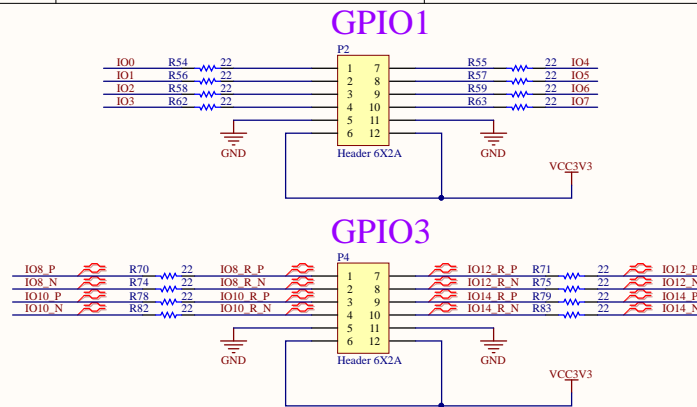 GPIO1
P2
IO0 R54 22 1 7 R55 22 IO4
IO1 R56 22 2 8 R57 22 IO5
IO2 R58 22 3 9 R59 22 IO6
IO3 R62 22 4 10 R63 22 IO7
5 11
6 12
GND Header 6X2A GND
VCC3V3
GPIO3
P4
IO8_P R70 22 IO8_R_P 1 7 IO12_R_P R71 22 IO12_P
IO8_N R74 22 IO8_R_N 2 8 IO12_R_N R75 22 IO12_N
IO10_P R78 22 IO10_R_P 3 9 IO14_R_P R79 22 IO14_P
IO10_N R82 22 IO10_R_N 4 10 IO14_R_N R83 22 IO14_N
5 11
6 12
GND Header 6X2A GND
VCC3V3